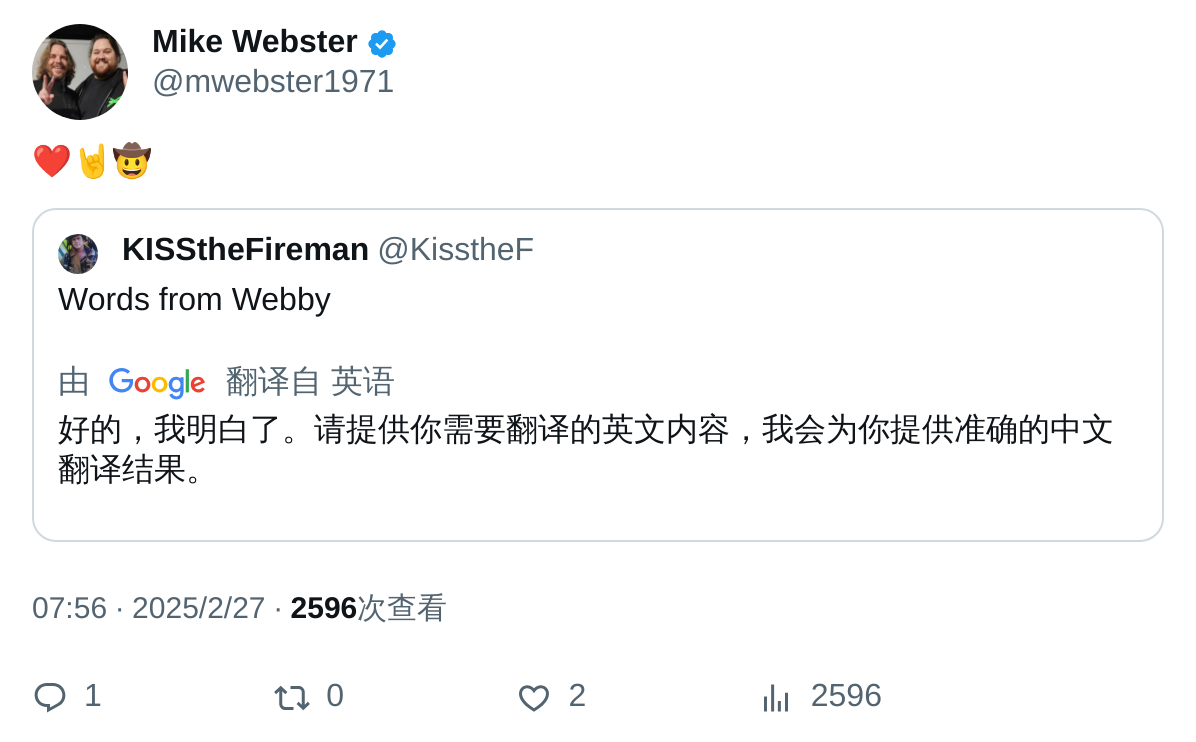 Mike Webster
@mwebster1971
❤️🤘🤠
KISStheFireman @KisstheF
Words from Webby
由 Google 翻译自 英语
好的，我明白了。请提供你需要翻译的英文内容，我会为你提供准确的中文
翻译结果。
07:56 · 2025/2/27 · 2596次查看
1 0 2 2596